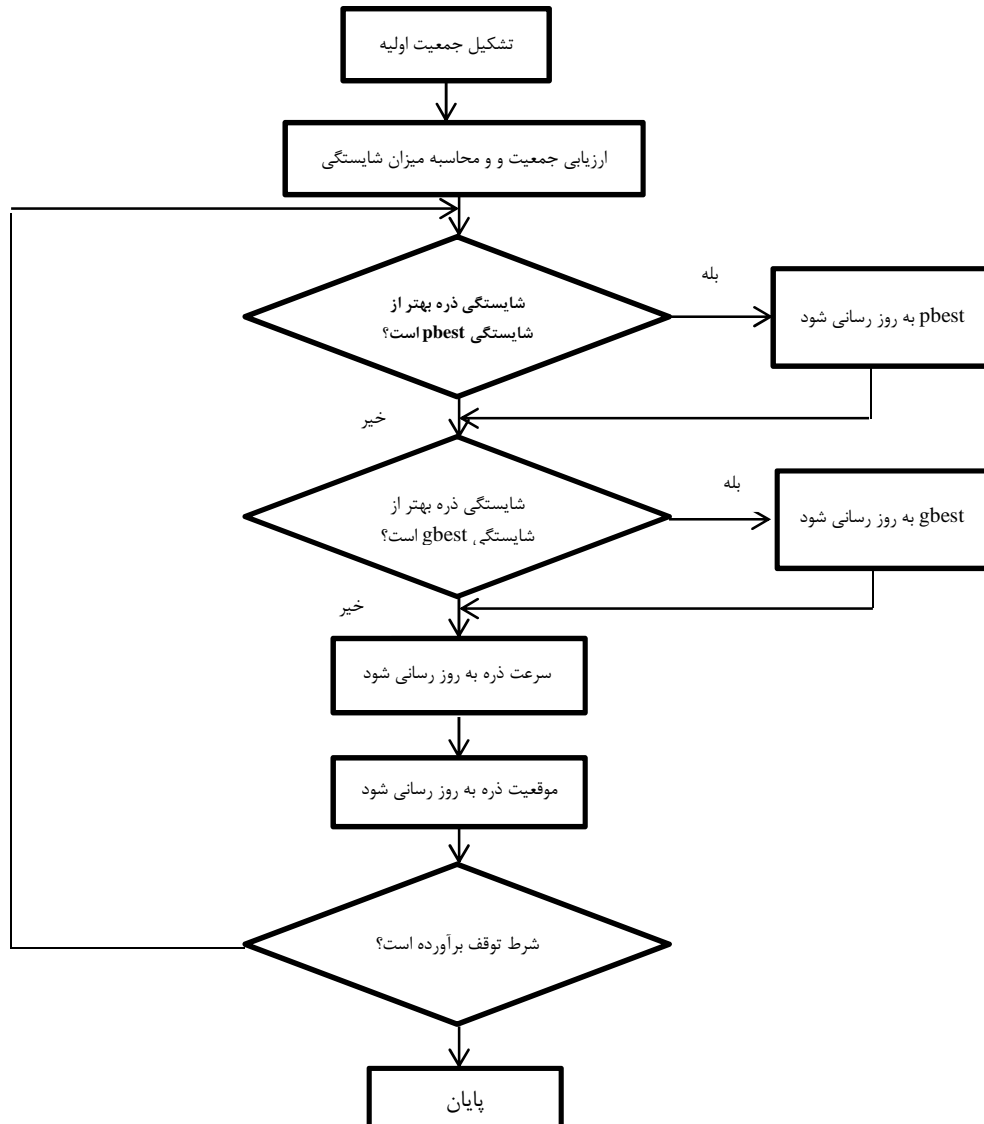 تشکیل جمعیت اولیه
ارزیابی جمعیت و و محاسبه میزان شایستگی
شایستگی ذره بهتر از
شایستگی pbest است؟
بله
pbest به روز رسانی شود
خیر
شایستگی ذره بهتر از
شایستگی gbest است؟
بله
gbest به روز رسانی شود
خیر
سرعت ذره به روز رسانی شود
موقعیت ذره به روز رسانی شود
شرط توقف برآورده است؟
پایان